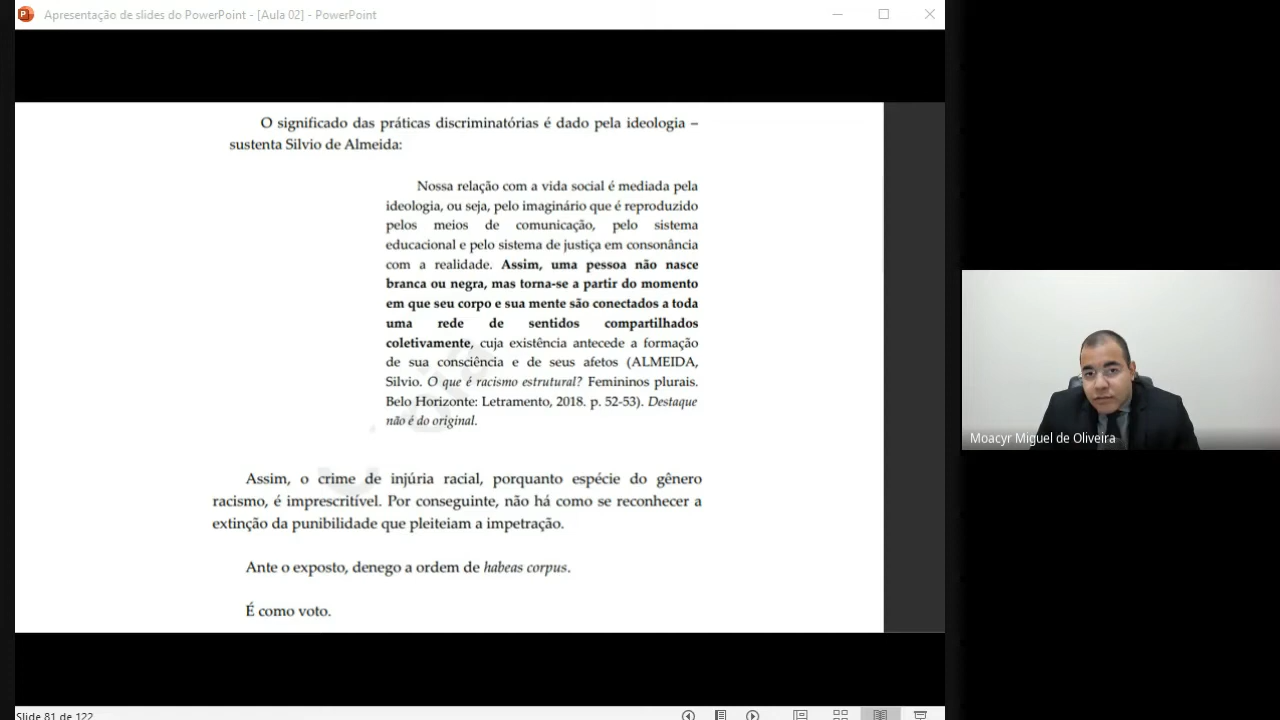 Apresentação de slides do PowerPoint - [Aula 02] - PowerPoint
O significado das práticas discriminatórias é dado pela ideologia –
sustenta Silvio de Almeida:
Nossa relação com a vida social é mediada pela
ideologia, ou seja, pelo imaginário que é reproduzido
pelos meios de comunicação, pelo sistema
educacional e pelo sistema de justiça em consonância
com a realidade. Assim, uma pessoa não nasce
branca ou negra, mas torna-se a partir do momento
em que seu corpo e sua mente são conectados a toda
uma rede de sentidos compartilhados
coletivamente, cuja existência antecede a formação
de sua consciência e de seus afetos (ALMEIDA,
Silvio. O que é racismo estrutural? Femininos plurais.
Belo Horizonte: Letramento, 2018. p. 52-53). Destaque
não é do original.
Assim, o crime de injúria racial, porquanto espécie do gênero
racismo, é imprescritível. Por conseguinte, não há como se reconhecer a
extinção da punibilidade que pleiteiam a impetração.
Ante o exposto, denego a ordem de habeas corpus.
É como voto.
Moacyr Miguel de Oliveira
Slide 81 de 122